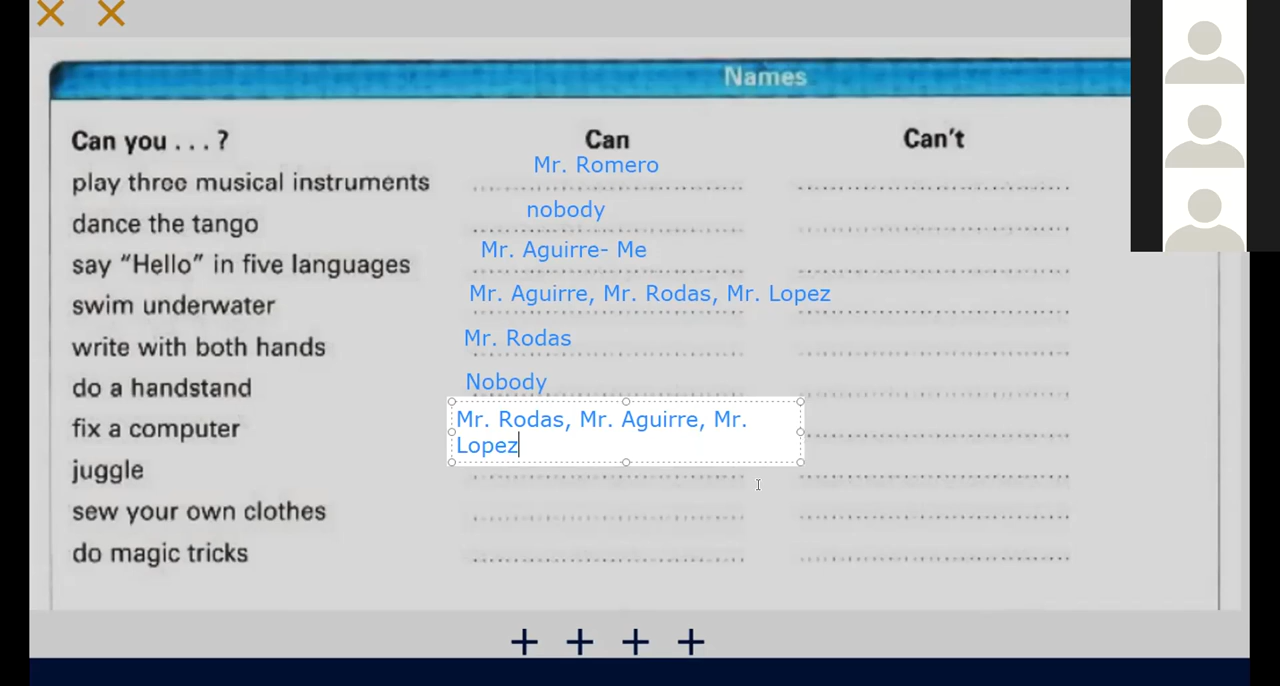 Names
Can you . . . ? Can Can't
play three musical instruments Mr. Romero
dance the tango nobody
say “Hello” in five languages Mr. Aguirre- Me
swim underwater Mr. Aguirre, Mr. Rodas, Mr. Lopez
write with both hands Mr. Rodas
do a handstand Nobody
fix a computer Mr. Rodas, Mr. Aguirre, Mr.
Lopez
juggle
sew your own clothes
do magic tricks